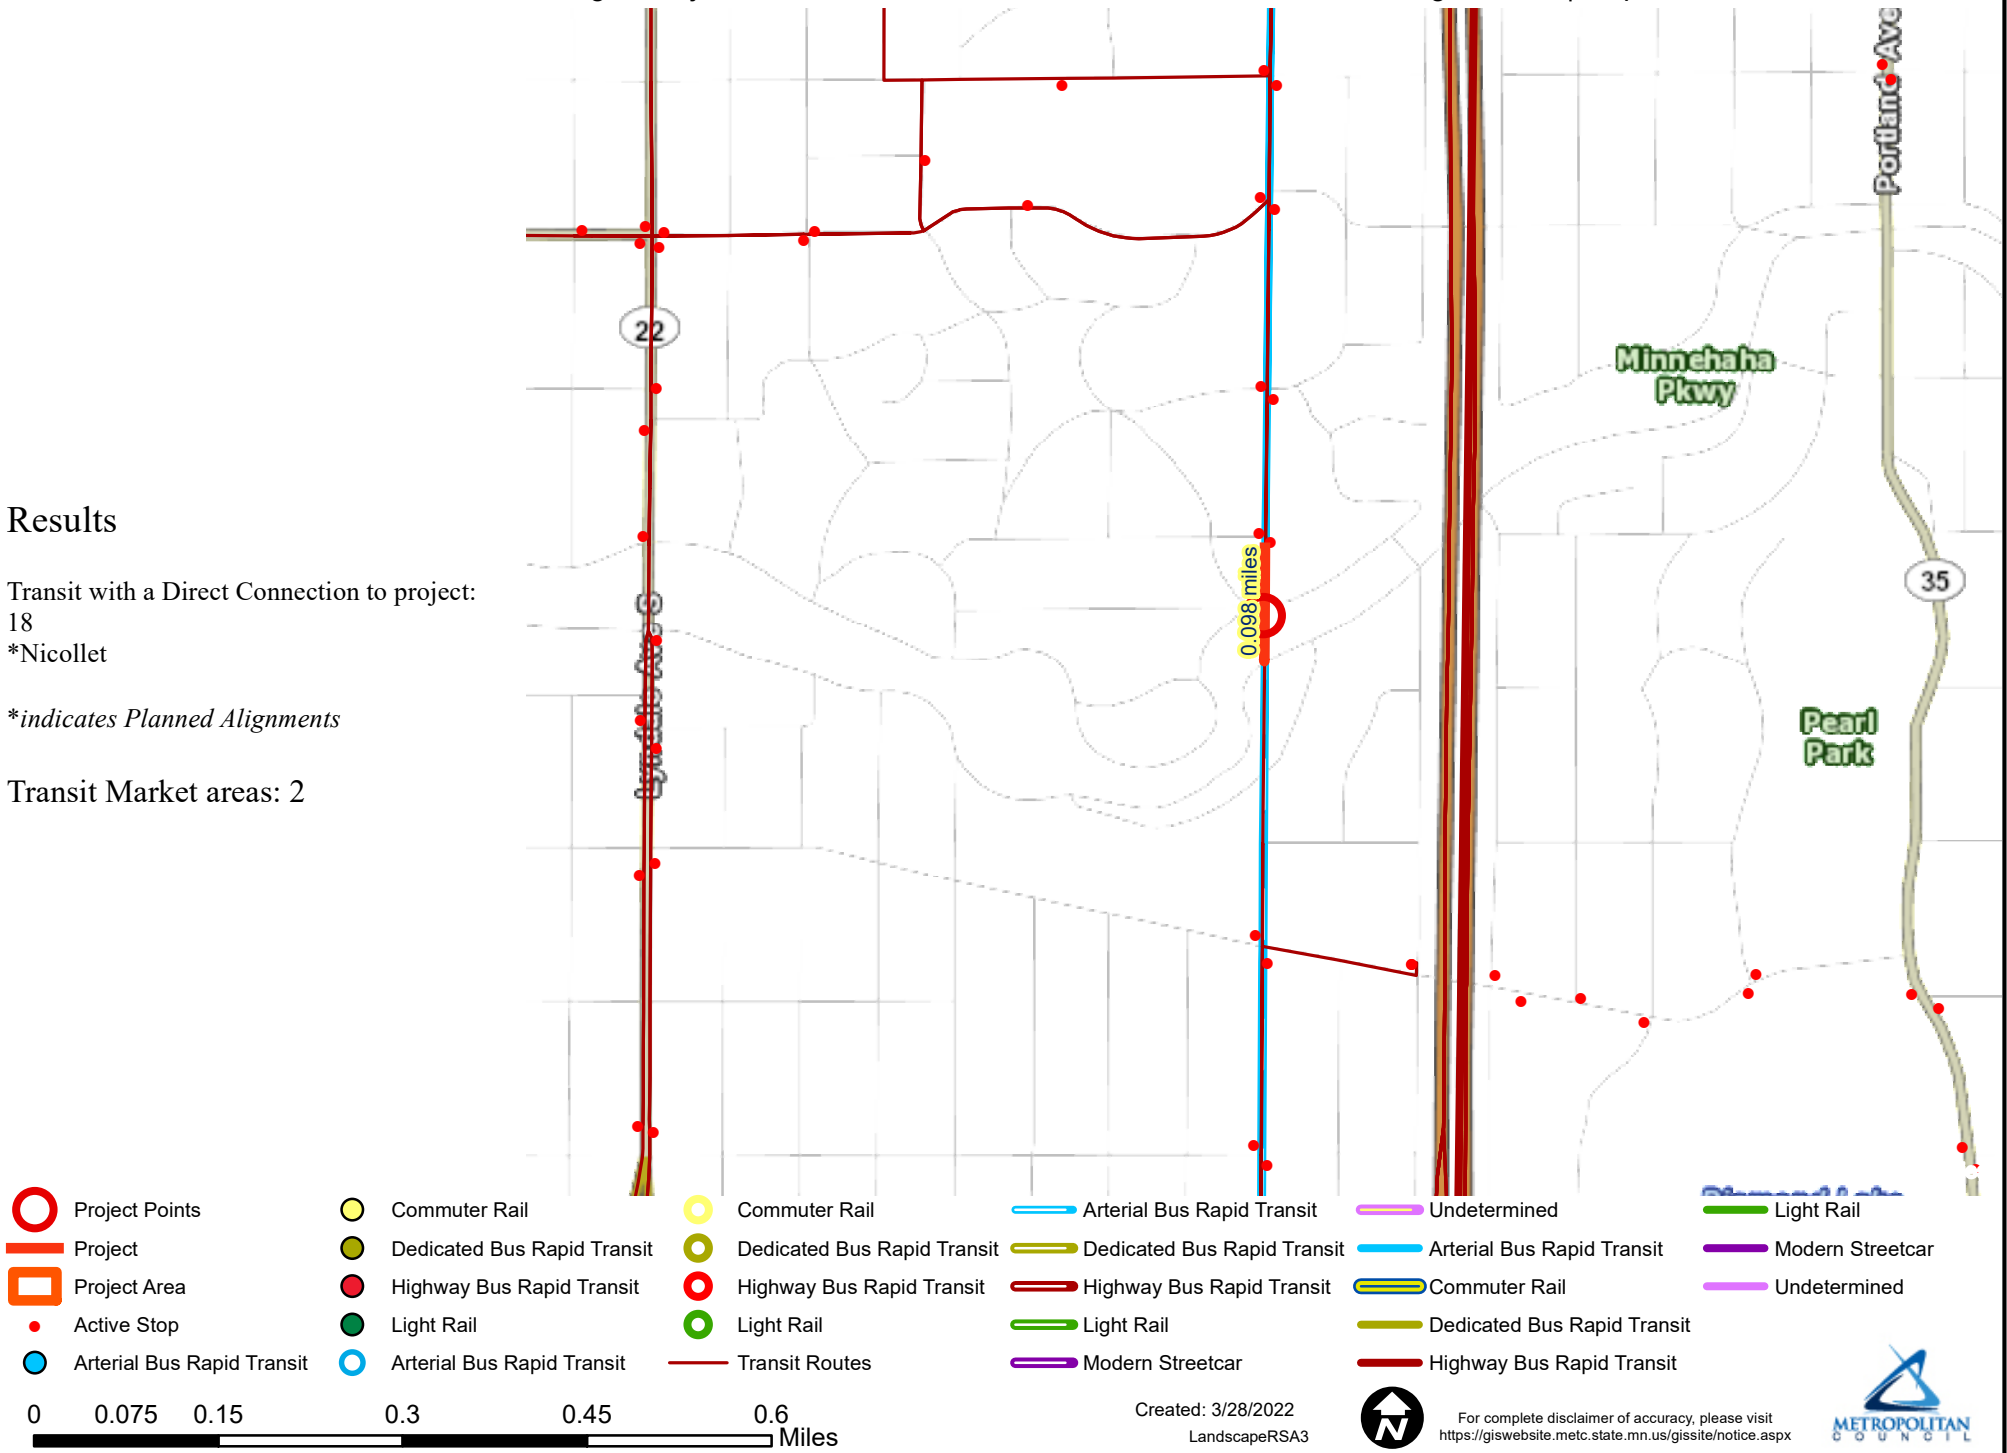 Portland Ave
22
Minnehaha
Pkwy
Results
Transit with a Direct Connection to project:
18
*Nicollet
*indicates Planned Alignments
Transit Market areas: 2
0.098 miles
35
Lyndale Ave S
Pearl
Park
Diamond Lake
Project Points
Project
Project Area
Active Stop
Arterial Bus Rapid Transit
Commuter Rail
Dedicated Bus Rapid Transit
Highway Bus Rapid Transit
Light Rail
Arterial Bus Rapid Transit
Commuter Rail
Dedicated Bus Rapid Transit
Highway Bus Rapid Transit
Light Rail
Transit Routes
Arterial Bus Rapid Transit
Dedicated Bus Rapid Transit
Highway Bus Rapid Transit
Light Rail
Modern Streetcar
Undetermined
Arterial Bus Rapid Transit
Commuter Rail
Dedicated Bus Rapid Transit
Highway Bus Rapid Transit
Light Rail
Modern Streetcar
Undetermined
0 0.075 0.15 0.3 0.45 0.6
Miles
Created: 3/28/2022
LandscapeRSA3
N
For complete disclaimer of accuracy, please visit
https://giswebsite.metc.state.mn.us/gissite/notice.aspx
METROPOLITAN
COUNCIL